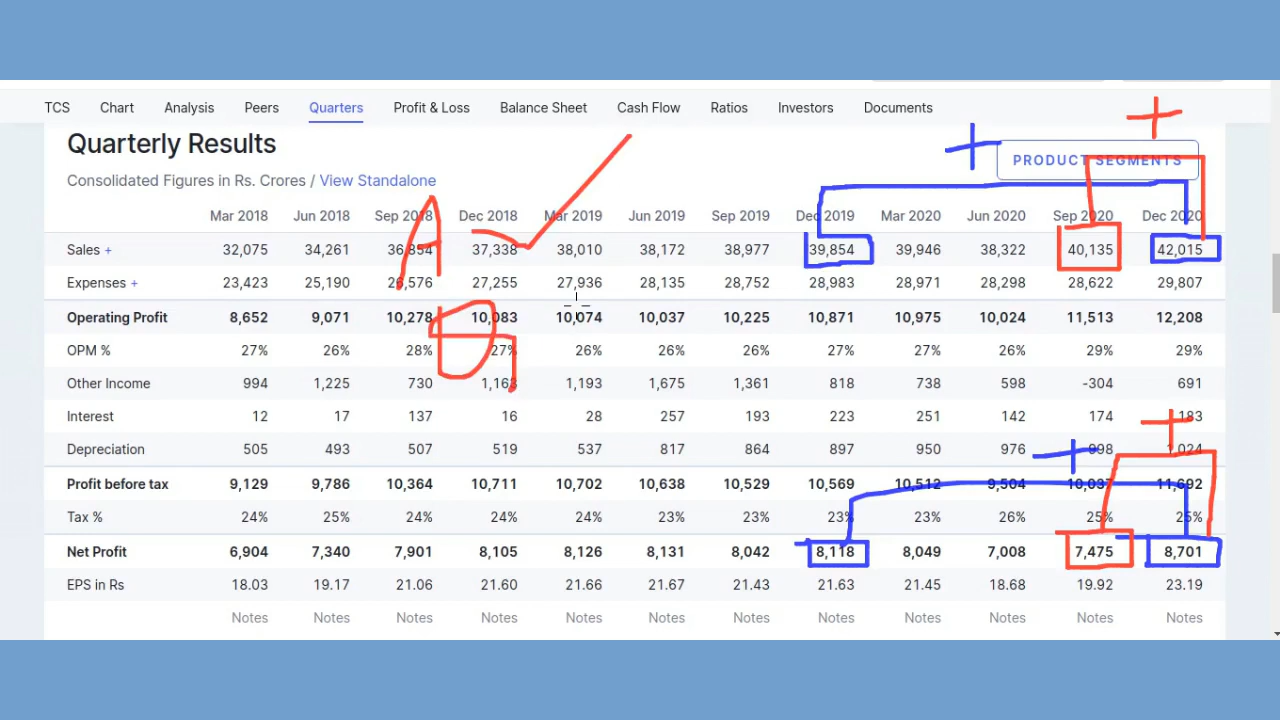 TCS Chart Analysis Peers Quarters Profit & Loss Balance Sheet Cash Flow Ratios Investors Documents
Quarterly Results
PRODUCT SEGMENTS
Consolidated Figures in Rs. Crores / View Standalone
Mar 2018 Jun 2018 Sep 2018 Dec 2018 Mar 2019 Jun 2019 Sep 2019 Dec 2019 Mar 2020 Jun 2020 Sep 2020 Dec 2020
Sales + 32,075 34,261 36,854 37,338 38,010 38,172 38,977 39,854 39,946 38,322 40,135 42,015
Expenses + 23,423 25,190 26,576 27,255 27,936 28,135 28,752 28,983 28,971 28,298 28,622 29,807
Operating Profit 8,652 9,071 10,278 10,083 10,074 10,037 10,225 10,871 10,975 10,024 11,513 12,208
OPM % 27% 26% 28% 27% 26% 26% 26% 27% 27% 26% 29% 29%
Other Income 994 1,225 730 1,163 1,193 1,675 1,361 818 738 598 -304 691
Interest 12 17 137 16 28 257 193 223 251 142 174 183
Depreciation 505 493 507 519 537 817 864 897 950 976 998 1,024
Profit before tax 9,129 9,786 10,364 10,711 10,702 10,638 10,529 10,569 10,512 9,504 10,037 11,692
Tax % 24% 25% 24% 24% 24% 23% 23% 23% 23% 26% 25% 25%
Net Profit 6,904 7,340 7,901 8,105 8,126 8,131 8,042 8,118 8,049 7,008 7,475 8,701
EPS in Rs 18.03 19.17 21.06 21.60 21.66 21.67 21.43 21.63 21.45 18.68 19.92 23.19
Notes Notes Notes Notes Notes Notes Notes Notes Notes Notes Notes Notes
+
+
A
+
+